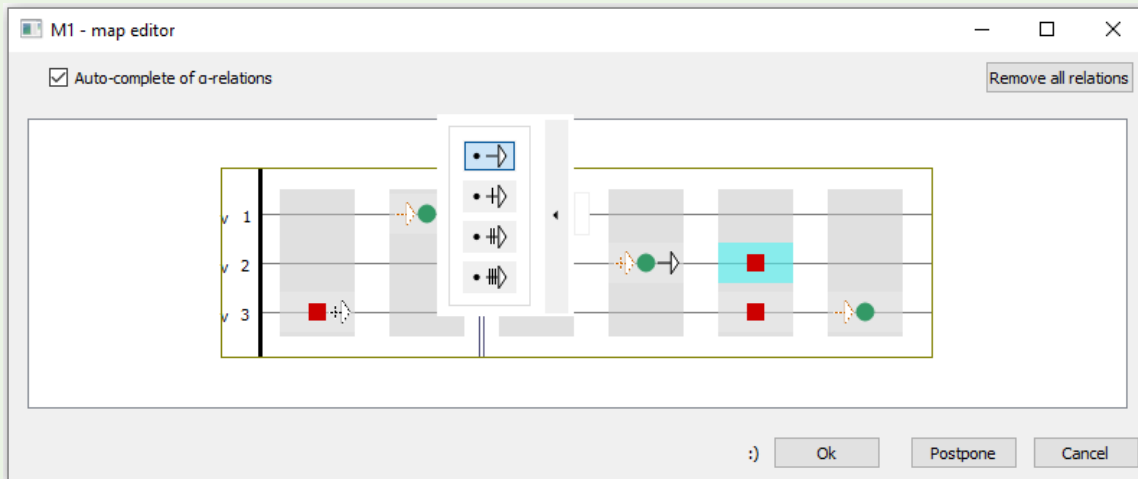 M1 - map editor
Auto-complete of α-relations
Remove all relations
v 1
v 2
v 3
:)
Ok
Postpone
Cancel